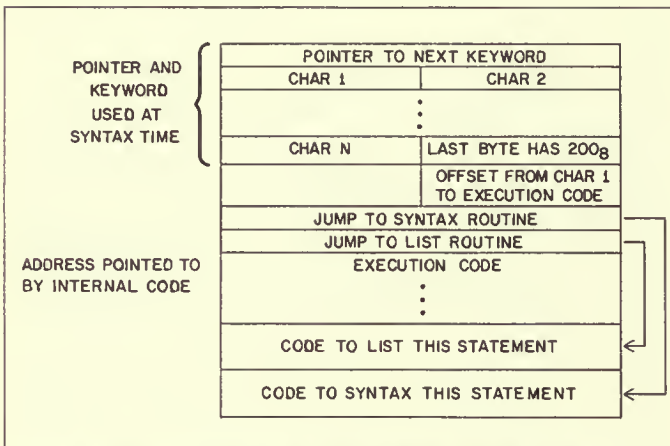 POINTER TO NEXT KEYWORD
POINTER AND
KEYWORD
USED AT
SYNTAX TIME
CHAR 1 CHAR 2
CHAR N LAST BYTE HAS 200₈
OFFSET FROM CHAR 1
TO EXECUTION CODE
JUMP TO SYNTAX ROUTINE
JUMP TO LIST ROUTINE
ADDRESS POINTED TO
BY INTERNAL CODE
EXECUTION CODE
CODE TO LIST THIS STATEMENT
CODE TO SYNTAX THIS STATEMENT